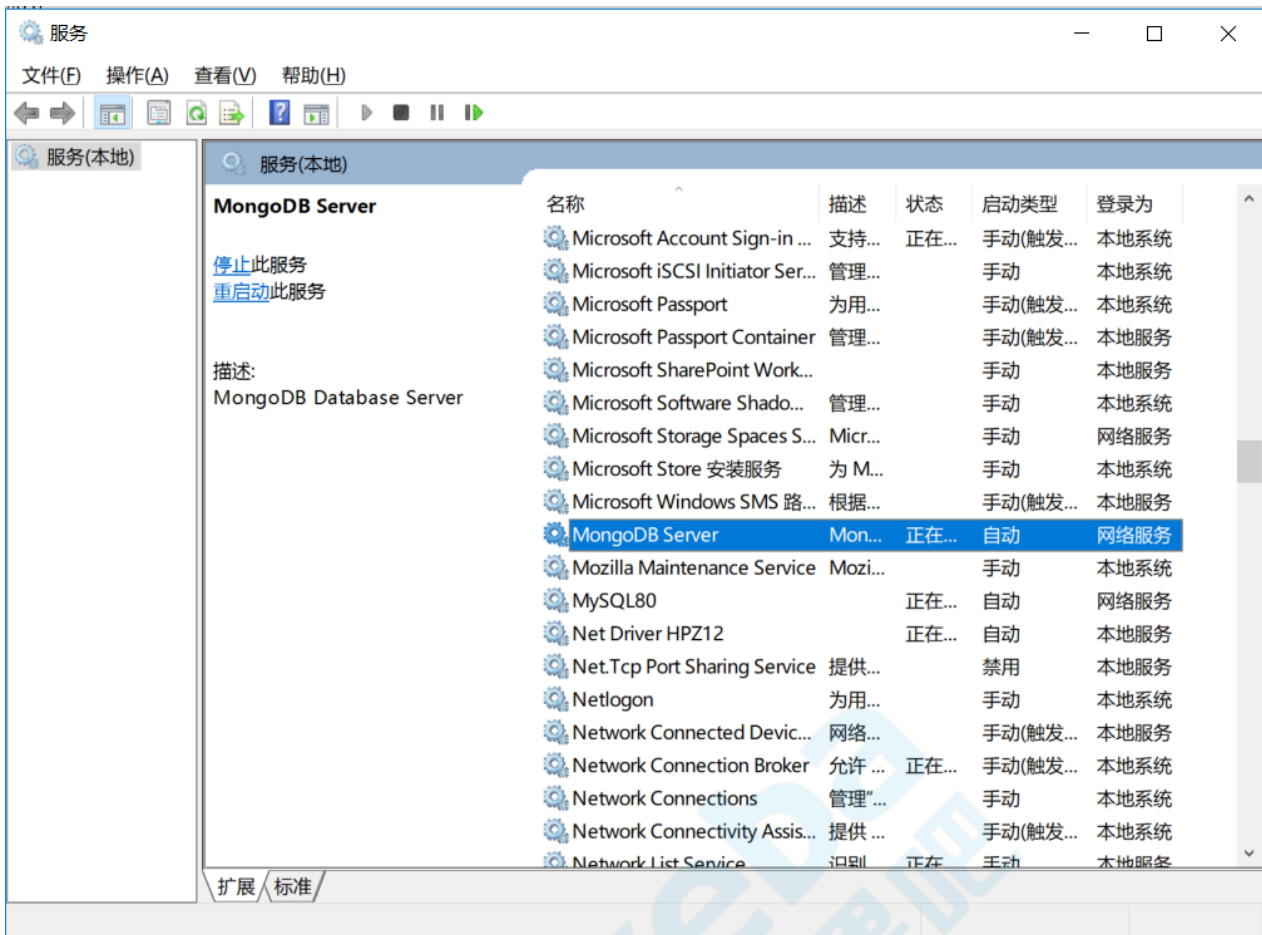 服务
文件(F) 操作(A) 查看(V) 帮助(H)
服务(本地)
服务(本地)
MongoDB Server
停止此服务
重启动此服务
描述:
MongoDB Database Server
名称 描述 状态 启动类型 登录为
Microsoft Account Sign-in ... 支持... 正在... 手动(触发... 本地系统
Microsoft iSCSI Initiator Ser... 管理... 手动 本地系统
Microsoft Passport 为用... 手动(触发... 本地系统
Microsoft Passport Container 管理... 手动(触发... 本地服务
Microsoft SharePoint Work... 手动 本地服务
Microsoft Software Shado... 管理... 手动 本地系统
Microsoft Storage Spaces S... Micr... 手动 网络服务
Microsoft Store 安装服务 为 M... 手动 本地系统
Microsoft Windows SMS 路... 根据... 手动(触发... 本地服务
MongoDB Server Mon... 正在... 自动 网络服务
Mozilla Maintenance Service Mozi... 手动 本地系统
MySQL80 正在... 自动 网络服务
Net Driver HPZ12 正在... 自动 本地服务
Net.Tcp Port Sharing Service 提供... 禁用 本地服务
Netlogon 为用... 手动 本地系统
Network Connected Devic... 网络... 手动(触发... 本地服务
Network Connection Broker 允许 ... 正在... 手动(触发... 本地系统
Network Connections 管理“... 手动 本地系统
Network Connectivity Assis... 提供 ... 手动(触发... 本地系统
Network List Service 识别 正在 手动 本地服务
扩展 标准